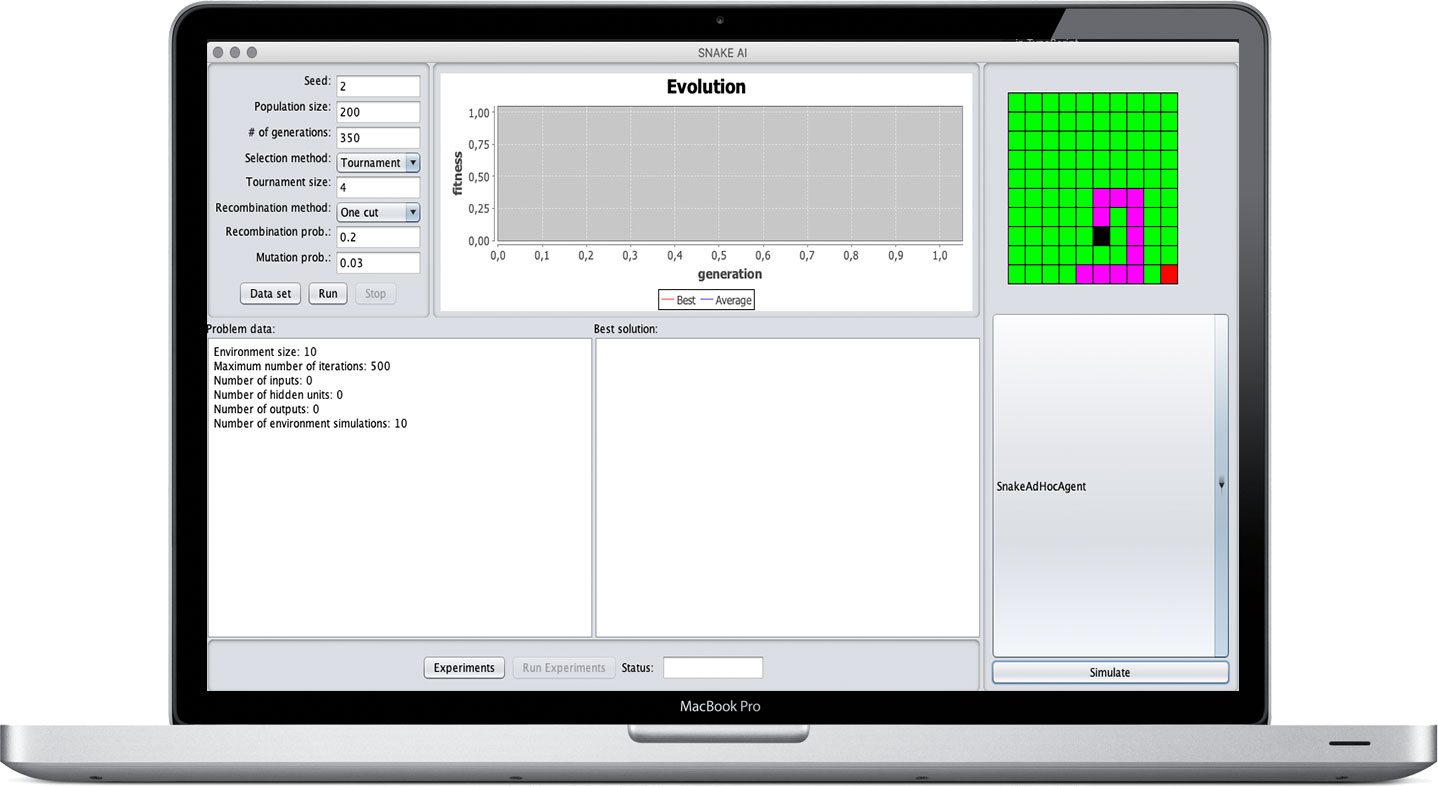 SNAKE AI
Seed: 2
Population size: 200
# of generations: 350
Selection method: Tournament
Tournament size: 4
Recombination method: One cut
Recombination prob.: 0.2
Mutation prob.: 0.03
Data set Run Stop
Evolution
fitness
1,00
0,75
0,50
0,25
0,00
0,0 0,1 0,2 0,3 0,4 0,5 0,6 0,7 0,8 0,9 1,0
generation
Best Average
Problem data:
Environment size: 10
Maximum number of iterations: 500
Number of inputs: 0
Number of hidden units: 0
Number of outputs: 0
Number of environment simulations: 10
Best solution:
SnakeAdHocAgent
Simulate
Experiments Run Experiments Status:
MacBook Pro